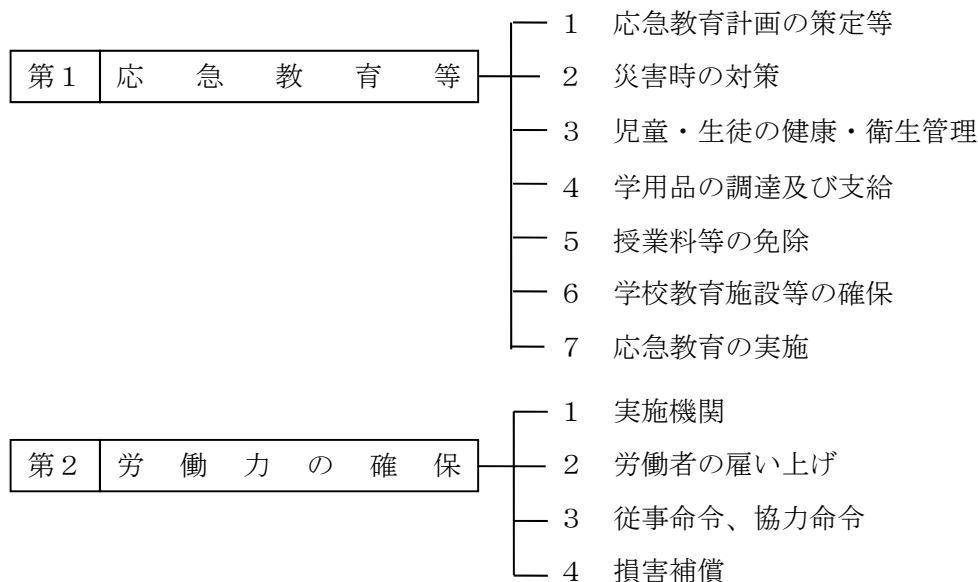 第1 応急教育等
1 応急教育計画の策定等
2 災害時の対策
3 児童・生徒の健康・衛生管理
4 学用品の調達及び支給
5 授業料等の免除
6 学校教育施設等の確保
7 応急教育の実施
第2 労働力の確保
1 実施機関
2 労働者の雇い上げ
3 従事命令、協力命令
4 損害補償